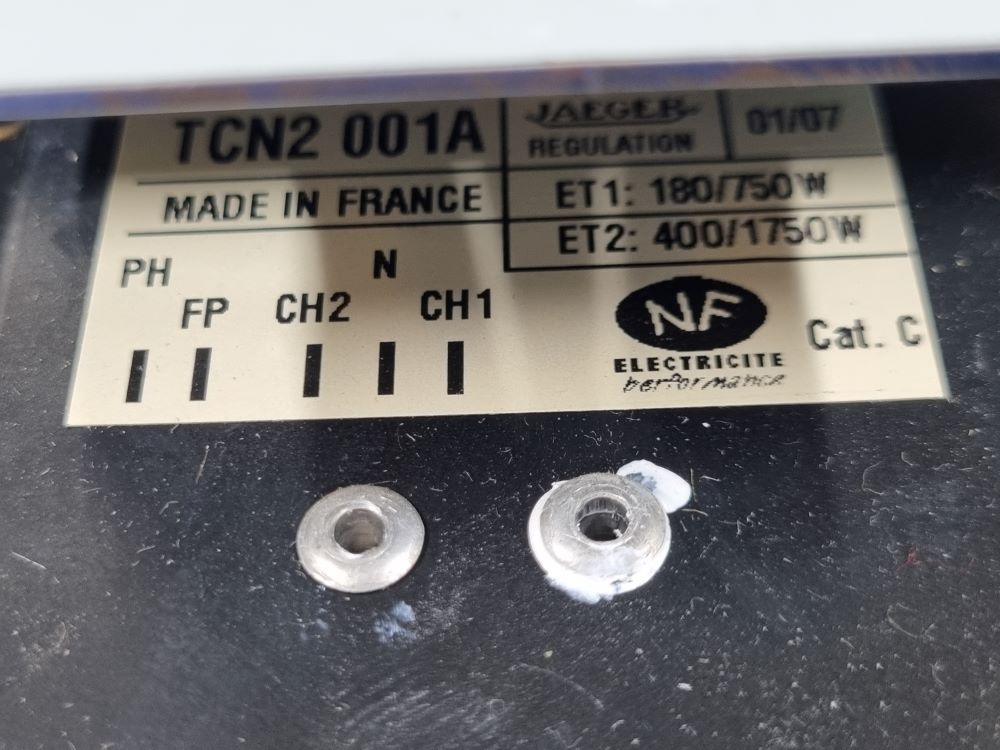 TCN2 001A
JAEGER
REGULATION
01/07
MADE IN FRANCE
ET1: 180/750W
ET2: 400/1750W
PH
N
FP
CH2
CH1
NF
ELECTRICITE
performance
Cat. C